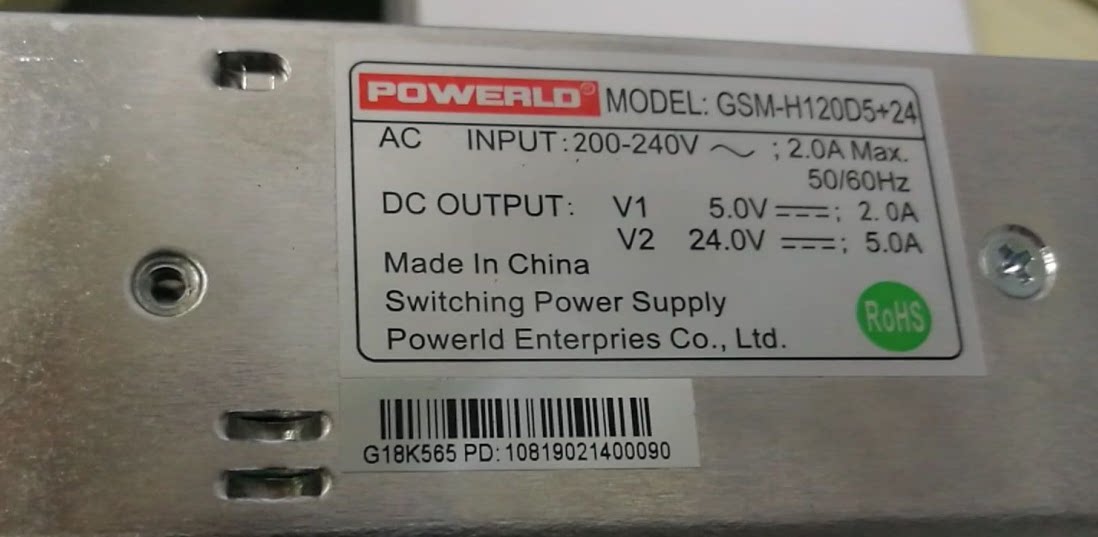 POWERLD® MODEL: GSM-H120D5+24
AC INPUT: 200-240V ～ ; 2.0A Max.
50/60Hz
DC OUTPUT: V1 5.0V ⎓; 2.0A
V2 24.0V ⎓; 5.0A
Made In China
Switching Power Supply
Powerld Enterpries Co., Ltd.
RoHS
G18K565 PD: 10819021400090